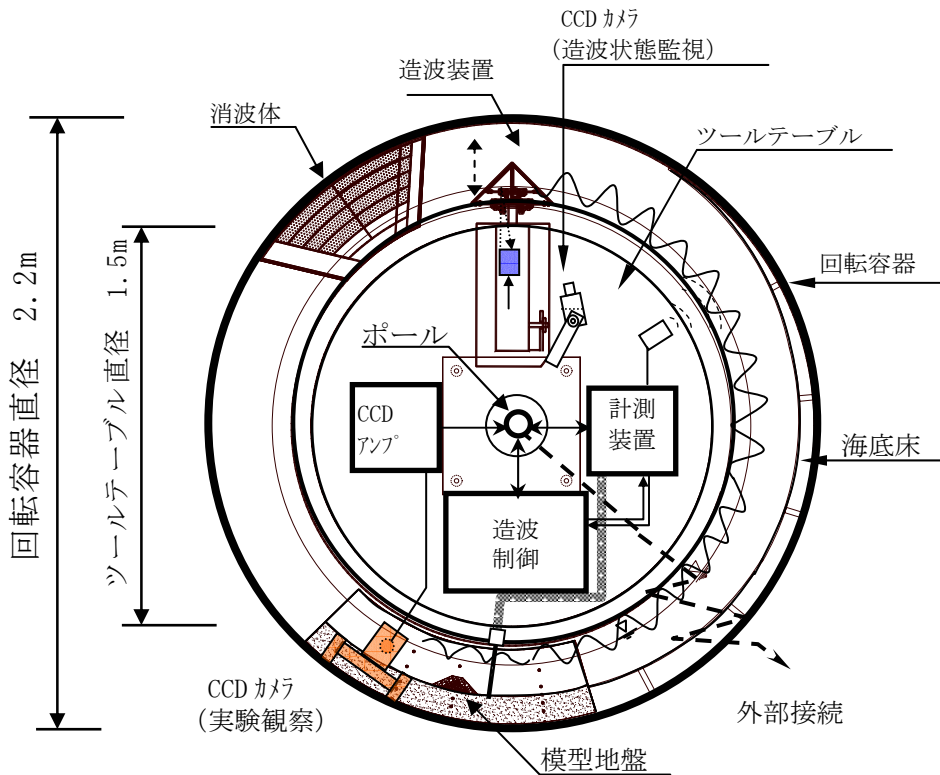 CCD カメラ
(造波状態監視)
造波装置
消波体
ツールテーブル
回転容器直径 2.2m
ツールテーブル直径 1.5m
回転容器
ポール
CCD
アンプ
計測
装置
海底床
造波
制御
CCD カメラ
(実験観察)
外部接続
模型地盤